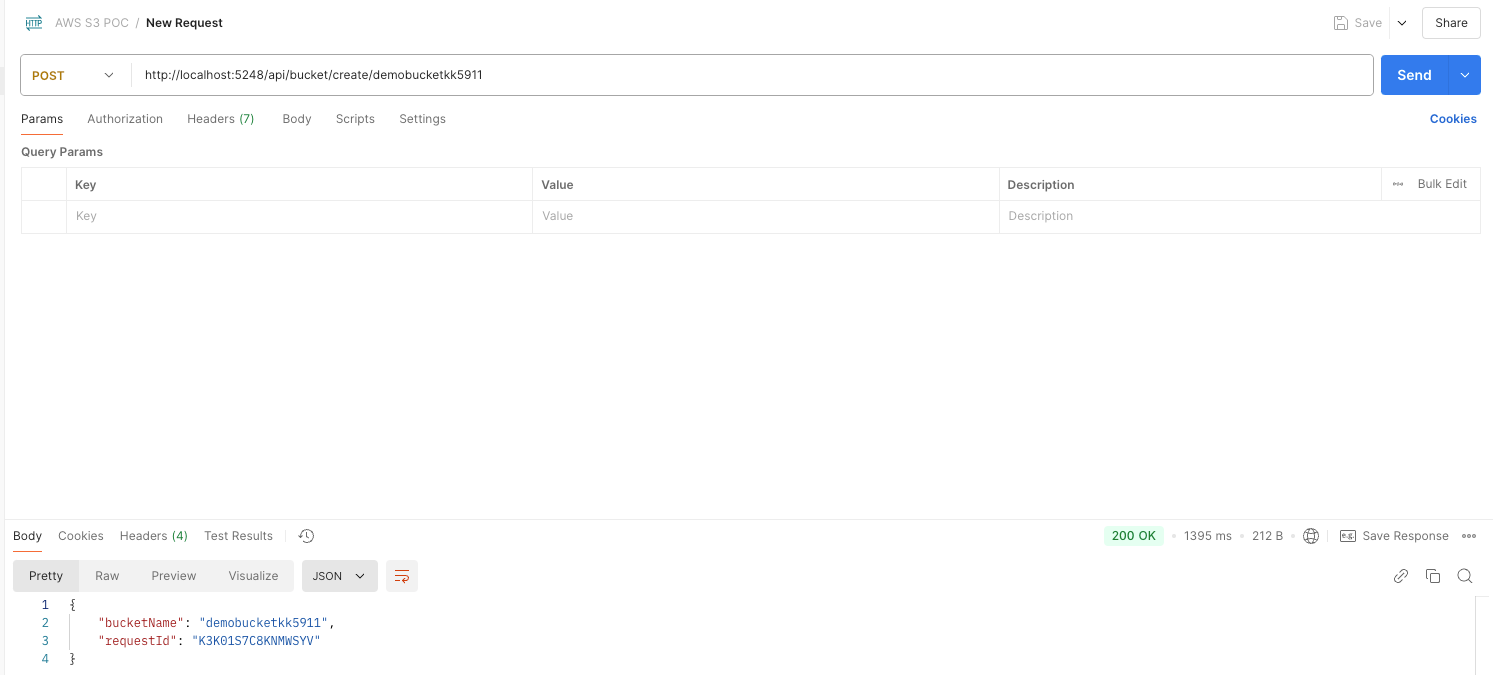 HTTP AWS S3 POC / New Request Save Share
POST http://localhost:5248/api/bucket/create/demobucketkk5911 Send
Params Authorization Headers (7) Body Scripts Settings Cookies
Query Params
Key Value Description ••• Bulk Edit
Key Value Description
Body Cookies Headers (4) Test Results 200 OK • 1395 ms • 212 B • e.g. Save Response •••
Pretty Raw Preview Visualize JSON
1 {
2 "bucketName": "demobucketkk5911",
3 "requestId": "K3K01S7C8KNMWSYV"
4 }